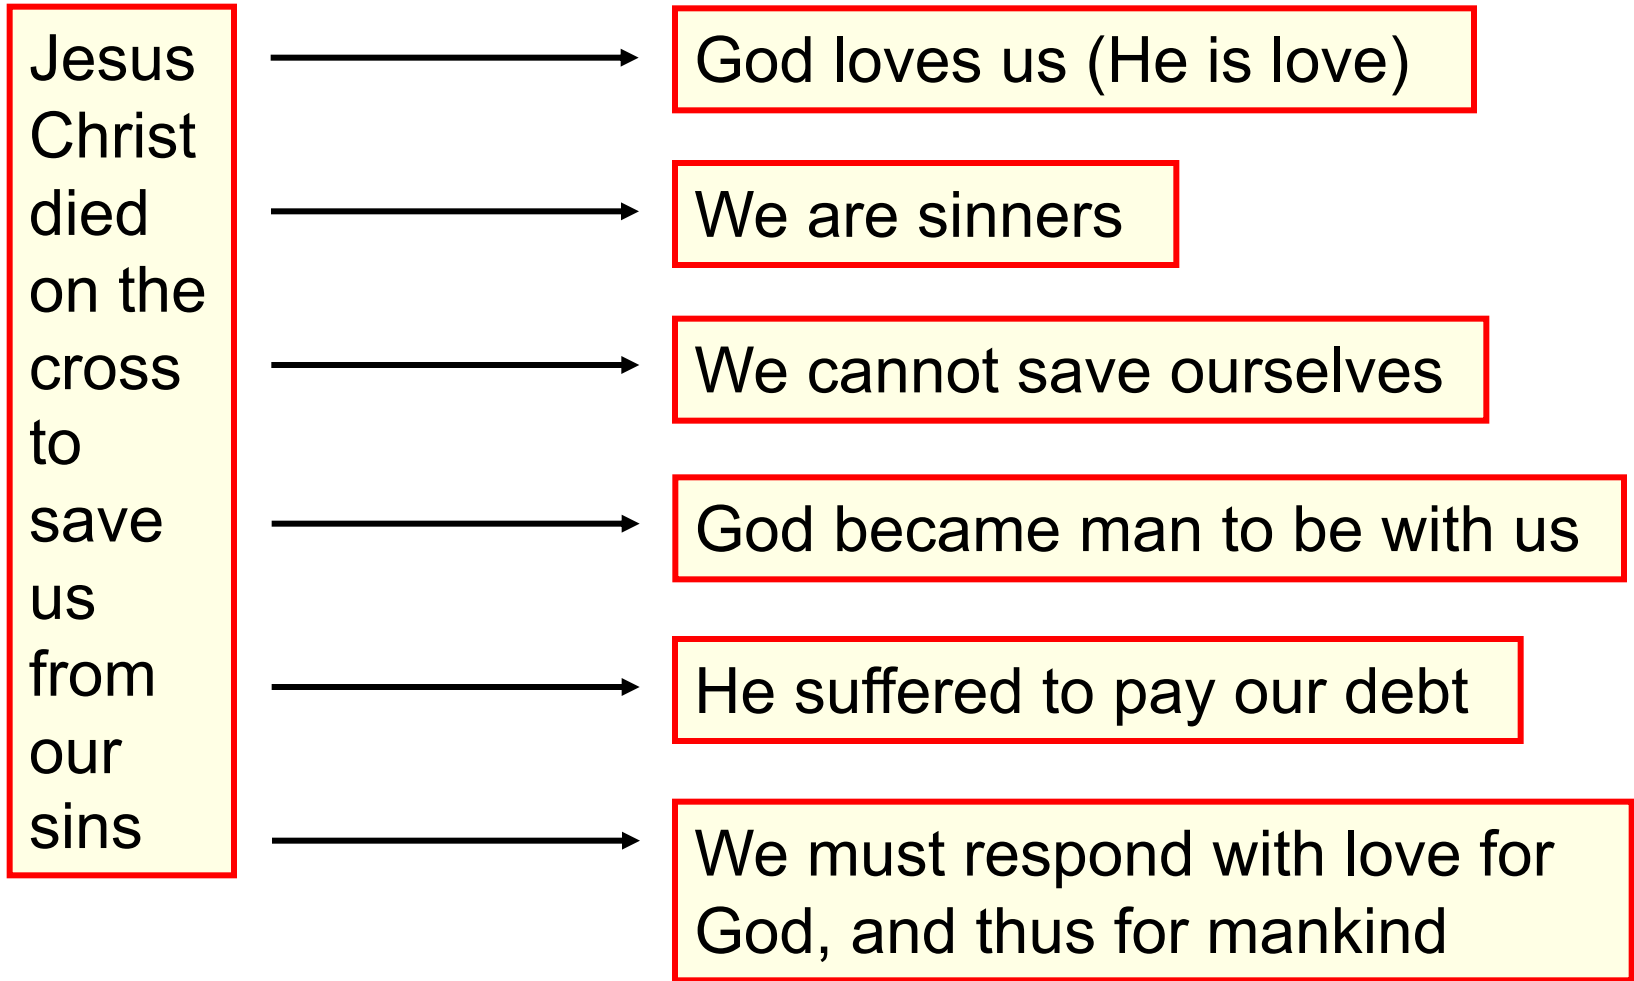 Jesus
Christ
died
on the
cross
to
save
us
from
our
sins
God loves us (He is love)
We are sinners
We cannot save ourselves
God became man to be with us
He suffered to pay our debt
We must respond with love for
God, and thus for mankind